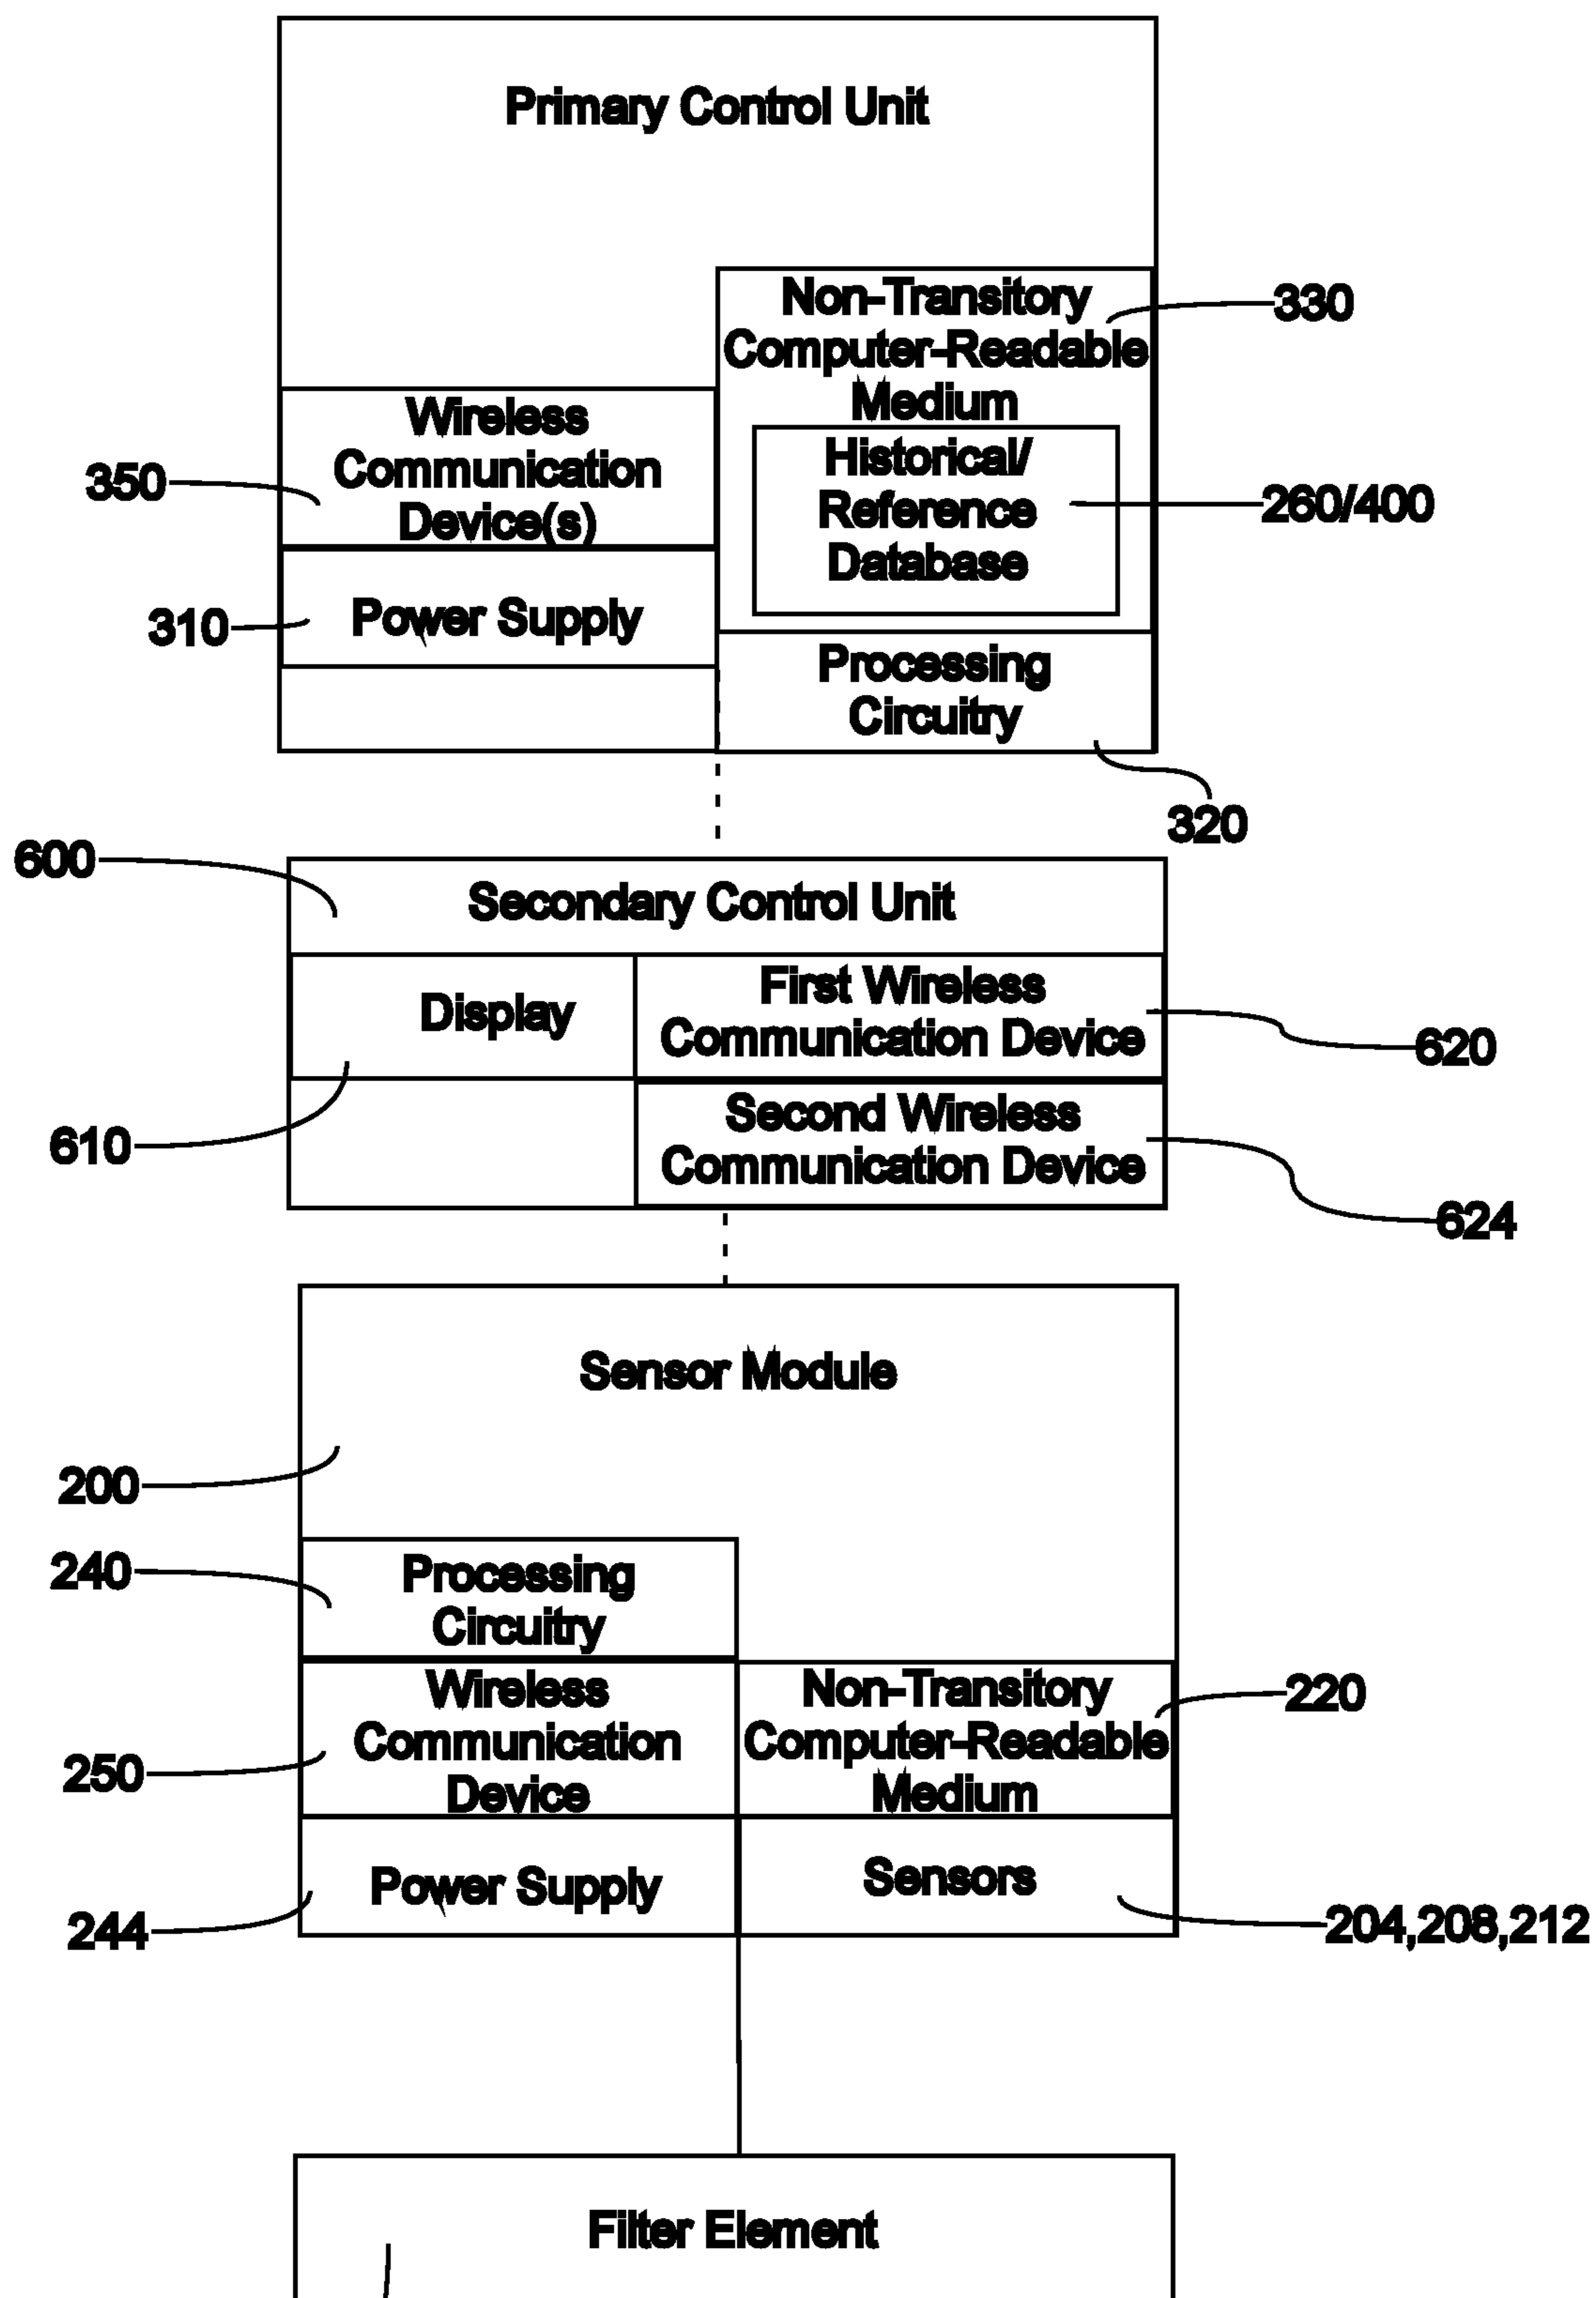 Primary Control Unit
Non-Transitory
Computer-Readable
Medium
330
Wireless
Communication
Device(s)
350
Historical/
Reference
Database
260/400
Power Supply
310
Processing
Circuitry
320
600
Secondary Control Unit
Display
First Wireless
Communication Device
620
610
Second Wireless
Communication Device
624
Sensor Module
200
240
Processing
Circuitry
Wireless
Communication
Device
250
Non-Transitory
Computer-Readable
Medium
220
Power Supply
244
Sensors
204,208,212
Filter Element